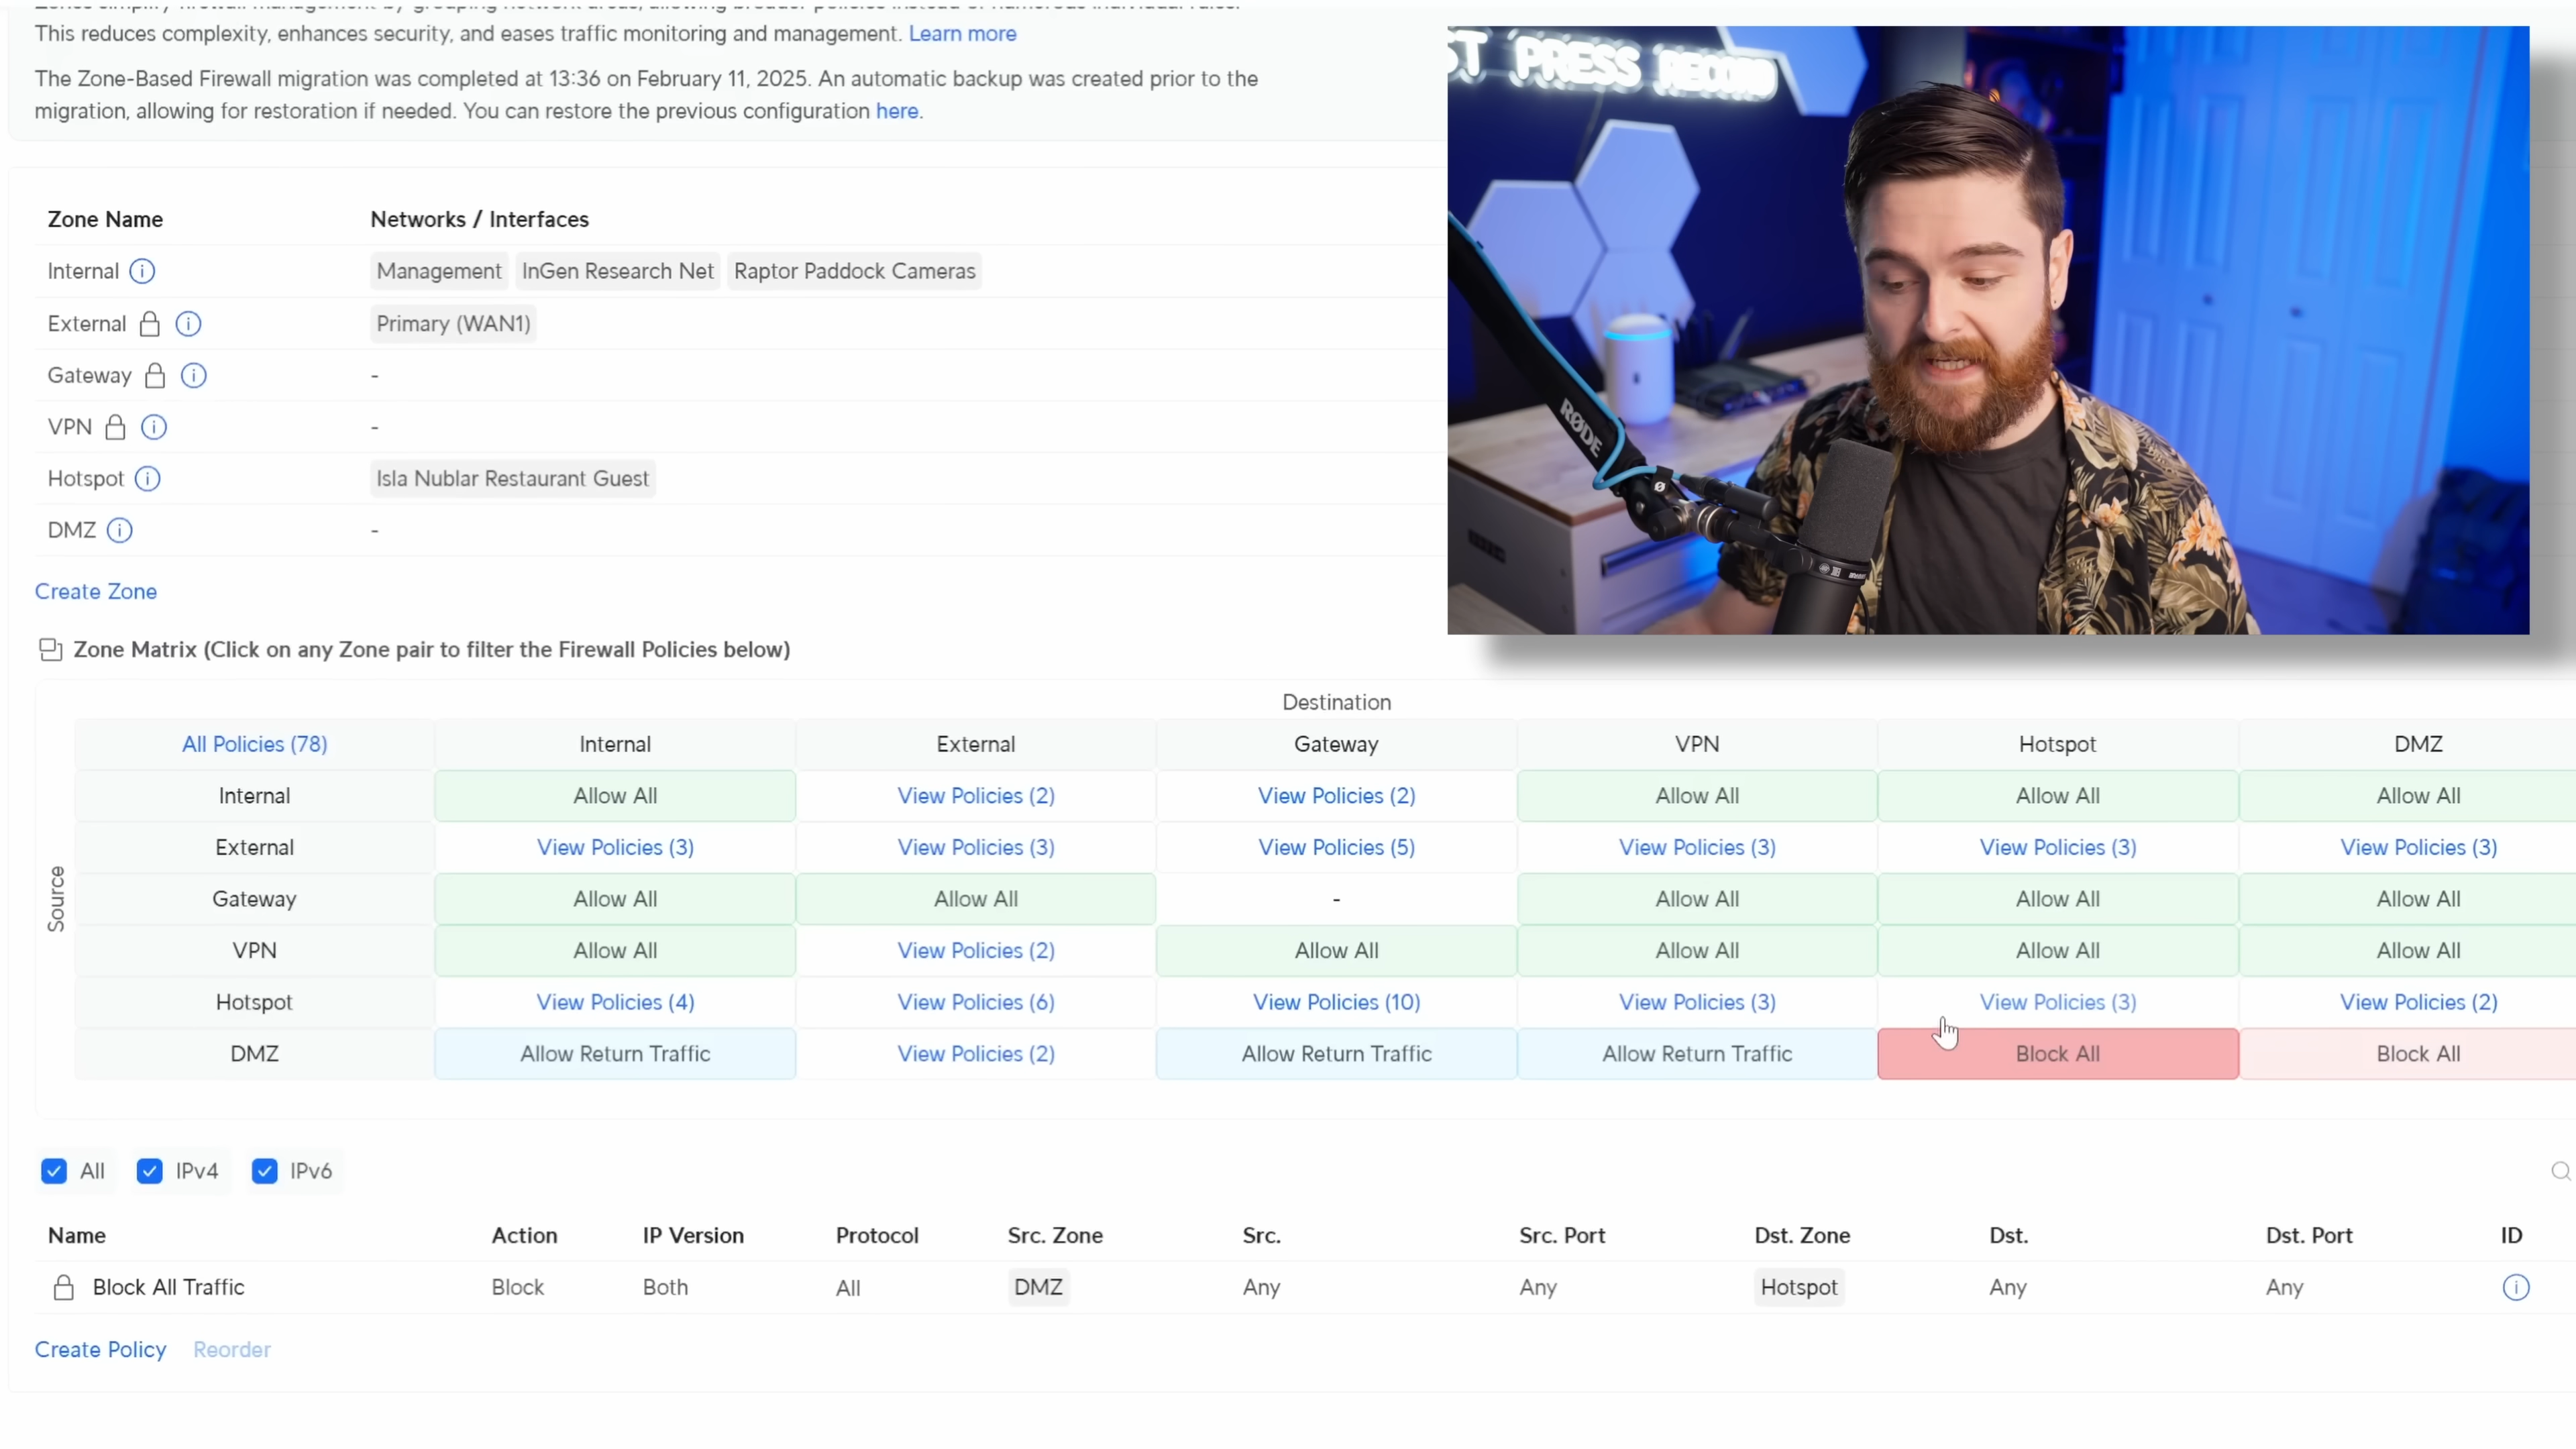 This reduces complexity, enhances security, and eases traffic monitoring and management. Learn more
The Zone-Based Firewall migration was completed at 13:36 on February 11, 2025. An automatic backup was created prior to the
migration, allowing for restoration if needed. You can restore the previous configuration here.
ST PRESS RECORD
RØDE
Zone Name Networks / Interfaces
Internal Management InGen Research Net Raptor Paddock Cameras
External Primary (WAN1)
Gateway -
VPN -
Hotspot Isla Nublar Restaurant Guest
DMZ -
Create Zone
Zone Matrix (Click on any Zone pair to filter the Firewall Policies below)
Destination
Source
All Policies (78) Internal External Gateway VPN Hotspot DMZ
Internal Allow All View Policies (2) View Policies (2) Allow All Allow All Allow All
External View Policies (3) View Policies (3) View Policies (5) View Policies (3) View Policies (3) View Policies (3)
Gateway Allow All Allow All - Allow All Allow All Allow All
VPN Allow All View Policies (2) Allow All Allow All Allow All Allow All
Hotspot View Policies (4) View Policies (6) View Policies (10) View Policies (3) View Policies (3) View Policies (2)
DMZ Allow Return Traffic View Policies (2) Allow Return Traffic Allow Return Traffic Block All Block All
All IPv4 IPv6
Name Action IP Version Protocol Src. Zone Src. Src. Port Dst. Zone Dst. Dst. Port ID
Block All Traffic Block Both All DMZ Any Any Hotspot Any Any
Create Policy Reorder